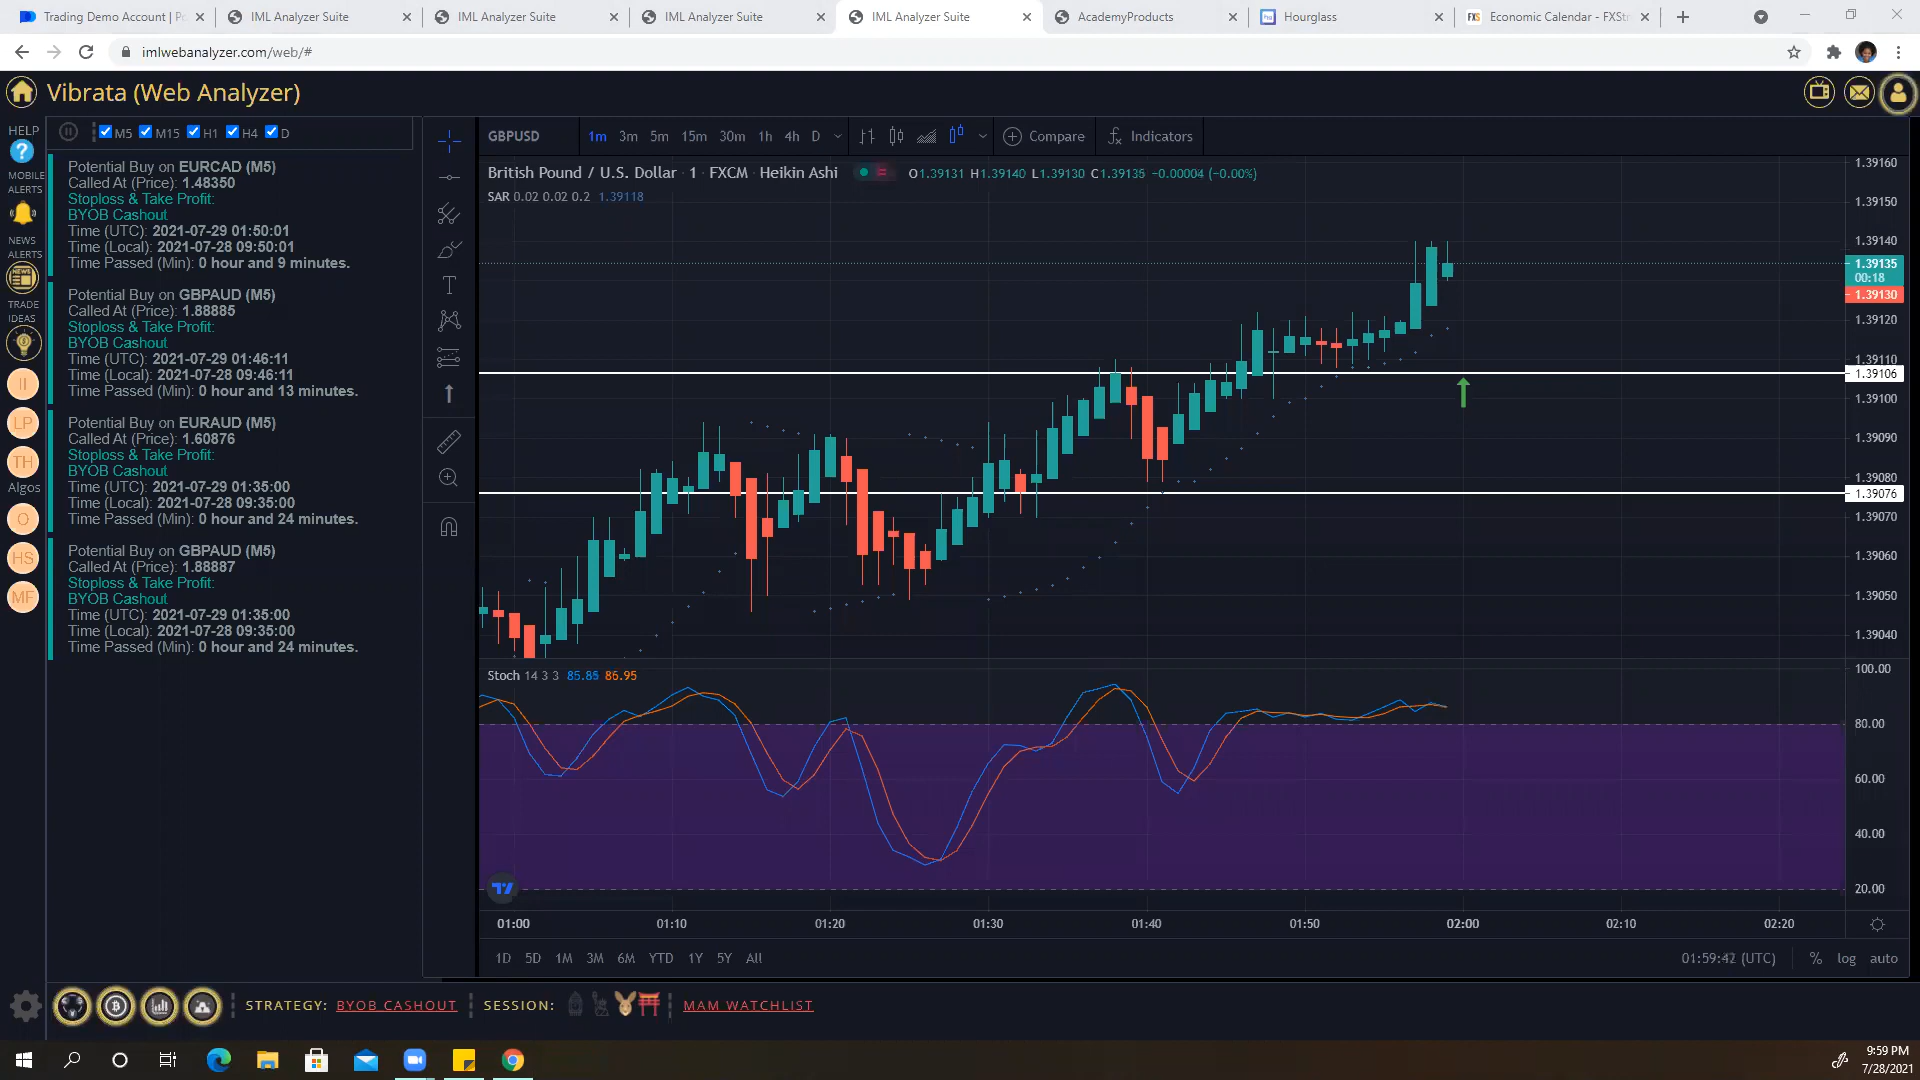 Trading Demo Account | Po
IML Analyzer Suite
IML Analyzer Suite
IML Analyzer Suite
IML Analyzer Suite
AcademyProducts
Hourglass
Economic Calendar - FXStr
imlwebanalyzer.com/web/#
Vibrata (Web Analyzer)
HELP
?
MOBILE
ALERTS
NEWS
ALERTS
NEWS
TRADE
IDEAS
II
LP
TH
Algos
O
HS
MF
M5 M15 H1 H4 D
Potential Buy on EURCAD (M5)
Called At (Price): 1.48350
Stoploss & Take Profit:
BYOB Cashout
Time (UTC): 2021-07-29 01:50:01
Time (Local): 2021-07-28 09:50:01
Time Passed (Min): 0 hour and 9 minutes.
Potential Buy on GBPAUD (M5)
Called At (Price): 1.88885
Stoploss & Take Profit:
BYOB Cashout
Time (UTC): 2021-07-29 01:46:11
Time (Local): 2021-07-28 09:46:11
Time Passed (Min): 0 hour and 13 minutes.
Potential Buy on EURAUD (M5)
Called At (Price): 1.60876
Stoploss & Take Profit:
BYOB Cashout
Time (UTC): 2021-07-29 01:35:00
Time (Local): 2021-07-28 09:35:00
Time Passed (Min): 0 hour and 24 minutes.
Potential Buy on GBPAUD (M5)
Called At (Price): 1.88887
Stoploss & Take Profit:
BYOB Cashout
Time (UTC): 2021-07-29 01:35:00
Time (Local): 2021-07-28 09:35:00
Time Passed (Min): 0 hour and 24 minutes.
GBPUSD 1m 3m 5m 15m 30m 1h 4h D Compare Indicators
British Pound / U.S. Dollar · 1 · FXCM · Heikin Ashi O1.39131 H1.39140 L1.39130 C1.39135 −0.00004 (−0.00%)
SAR 0.02 0.02 0.2 1.39118
1.39160
1.39150
1.39140
1.39135
00:18
1.39130
1.39120
1.39110
1.39106
1.39100
1.39090
1.39080
1.39076
1.39070
1.39060
1.39050
1.39040
Stoch 14 3 3 85.85 86.95
100.00
80.00
60.00
40.00
20.00
01:00 01:10 01:20 01:30 01:40 01:50 02:00 02:10 02:20
1D 5D 1M 3M 6M YTD 1Y 5Y All
01:59:42 (UTC) % log auto
STRATEGY: BYOB CASHOUT SESSION: MAM WATCHLIST
9:59 PM
7/28/2021